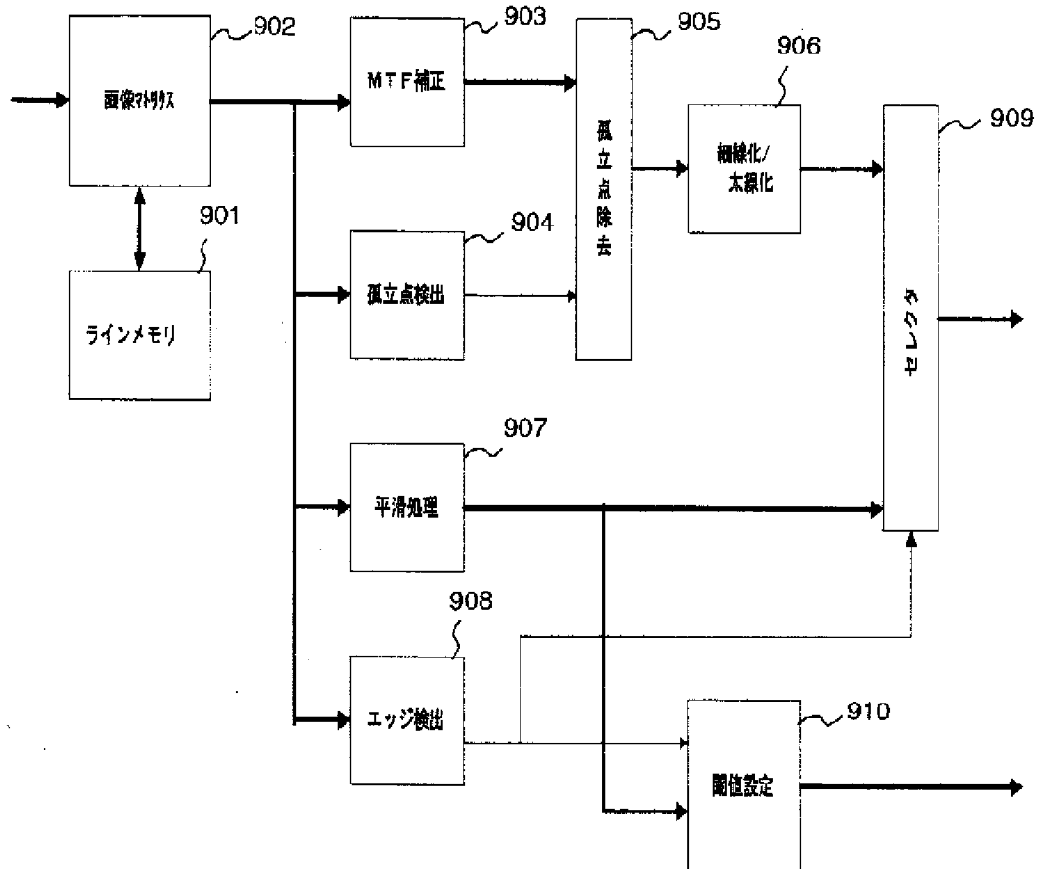 902
画像マトリクス
901
ラインメモリ
903
MTF補正
904
孤立点検出
905
孤立点除去
906
細線化/
太線化
907
平滑処理
908
エッジ検出
909
セレクタ
910
閾値設定